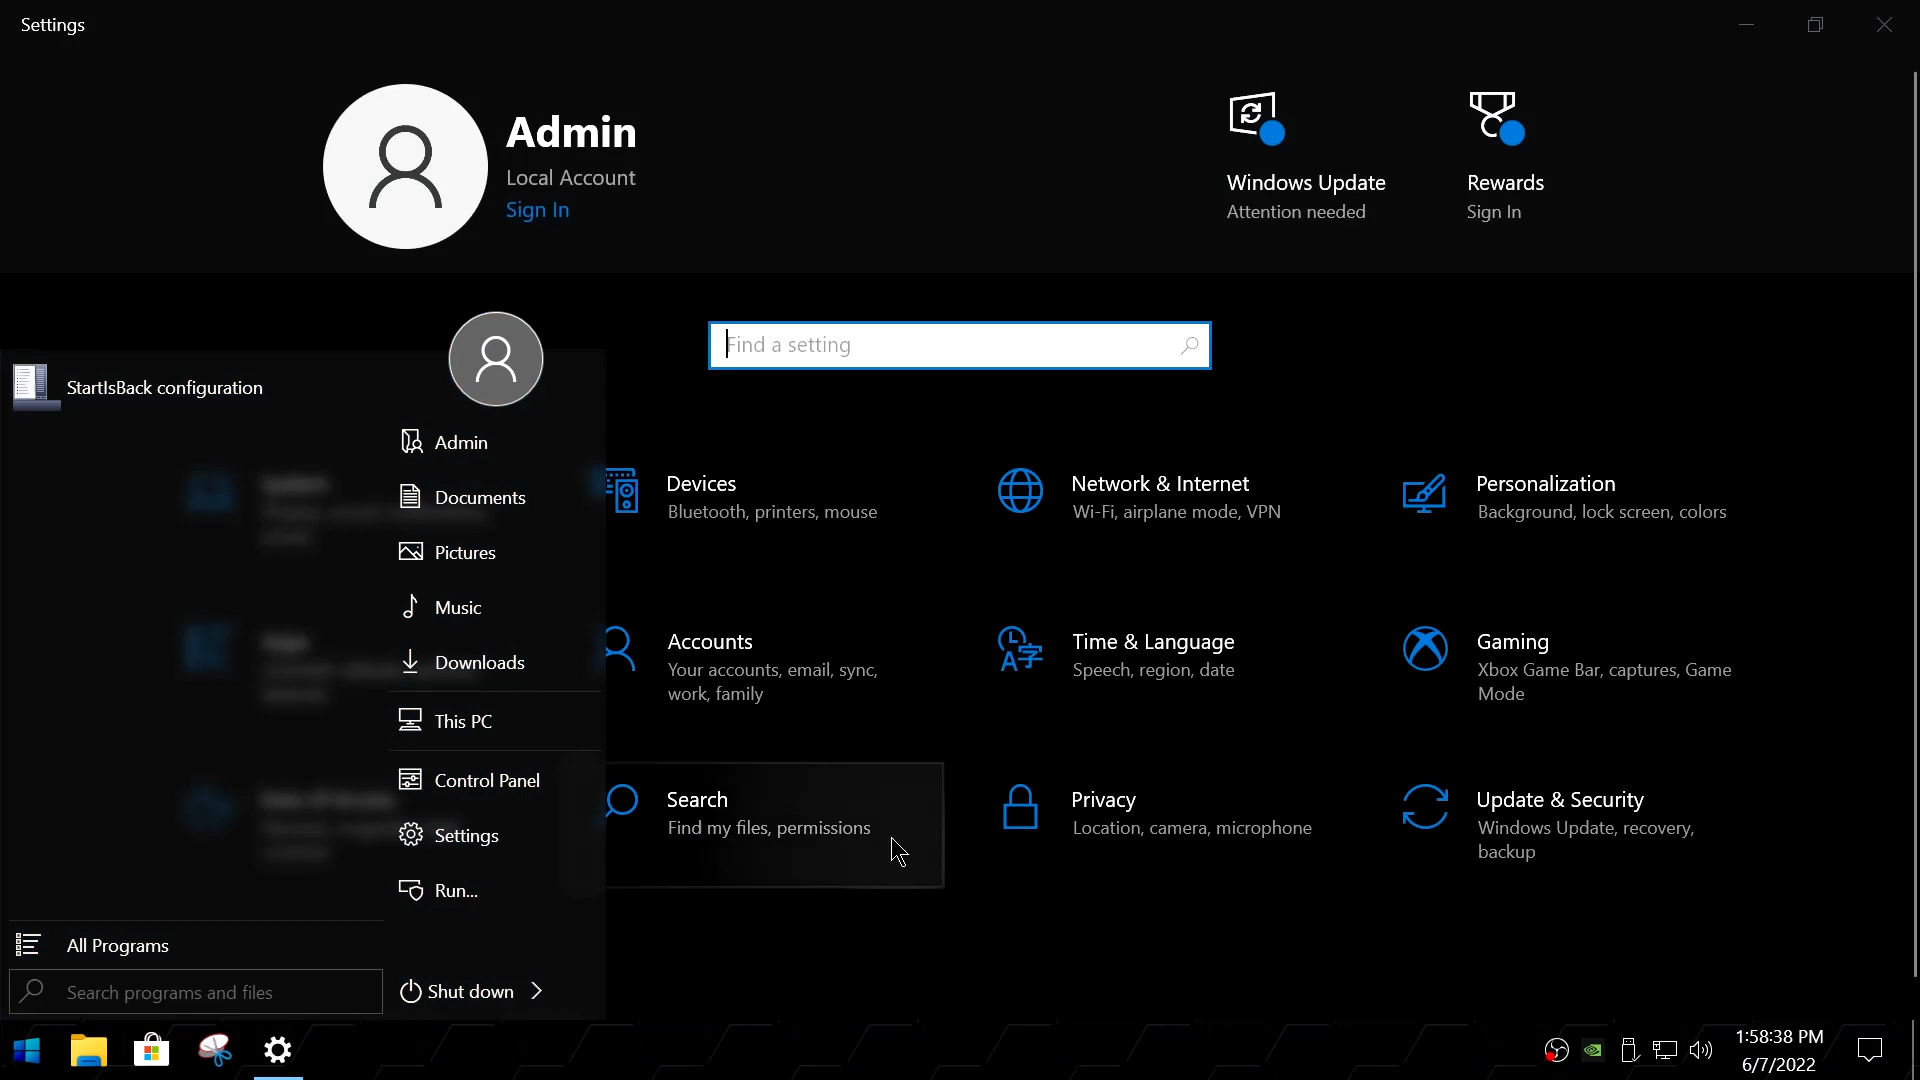 Settings
Admin
Local Account
Sign In
Windows Update
Attention needed
Rewards
Sign In
Find a setting
StartIsBack configuration
Admin
Documents
Pictures
Music
Downloads
This PC
Control Panel
Settings
Run...
All Programs
Search programs and files
Shut down
Devices
Bluetooth, printers, mouse
Network & Internet
Wi-Fi, airplane mode, VPN
Personalization
Background, lock screen, colors
Accounts
Your accounts, email, sync,
work, family
Time & Language
Speech, region, date
Gaming
Xbox Game Bar, captures, Game
Mode
Search
Find my files, permissions
Privacy
Location, camera, microphone
Update & Security
Windows Update, recovery,
backup
1:58:38 PM
6/7/2022